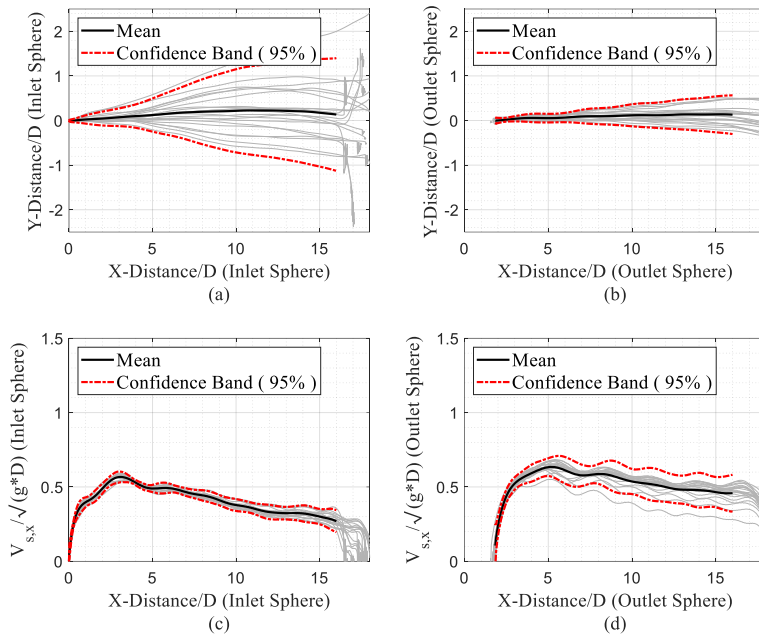 Mean
Confidence Band ( 95% )
Y-Distance/D (Inlet Sphere)
2
1
0
-1
-2
0
5
10
15
X-Distance/D (Inlet Sphere)
(a)
Mean
Confidence Band ( 95% )
Y-Distance/D (Outlet Sphere)
2
1
0
-1
-2
0
5
10
15
X-Distance/D (Outlet Sphere)
(b)
Mean
Confidence Band ( 95% )
V_{s,x}/√(g*D) (Inlet Sphere)
1.5
1
0.5
0
0
5
10
15
X-Distance/D (Inlet Sphere)
(c)
Mean
Confidence Band ( 95% )
V_{s,x}/√(g*D) (Outlet Sphere)
1.5
1
0.5
0
0
5
10
15
X-Distance/D (Outlet Sphere)
(d)